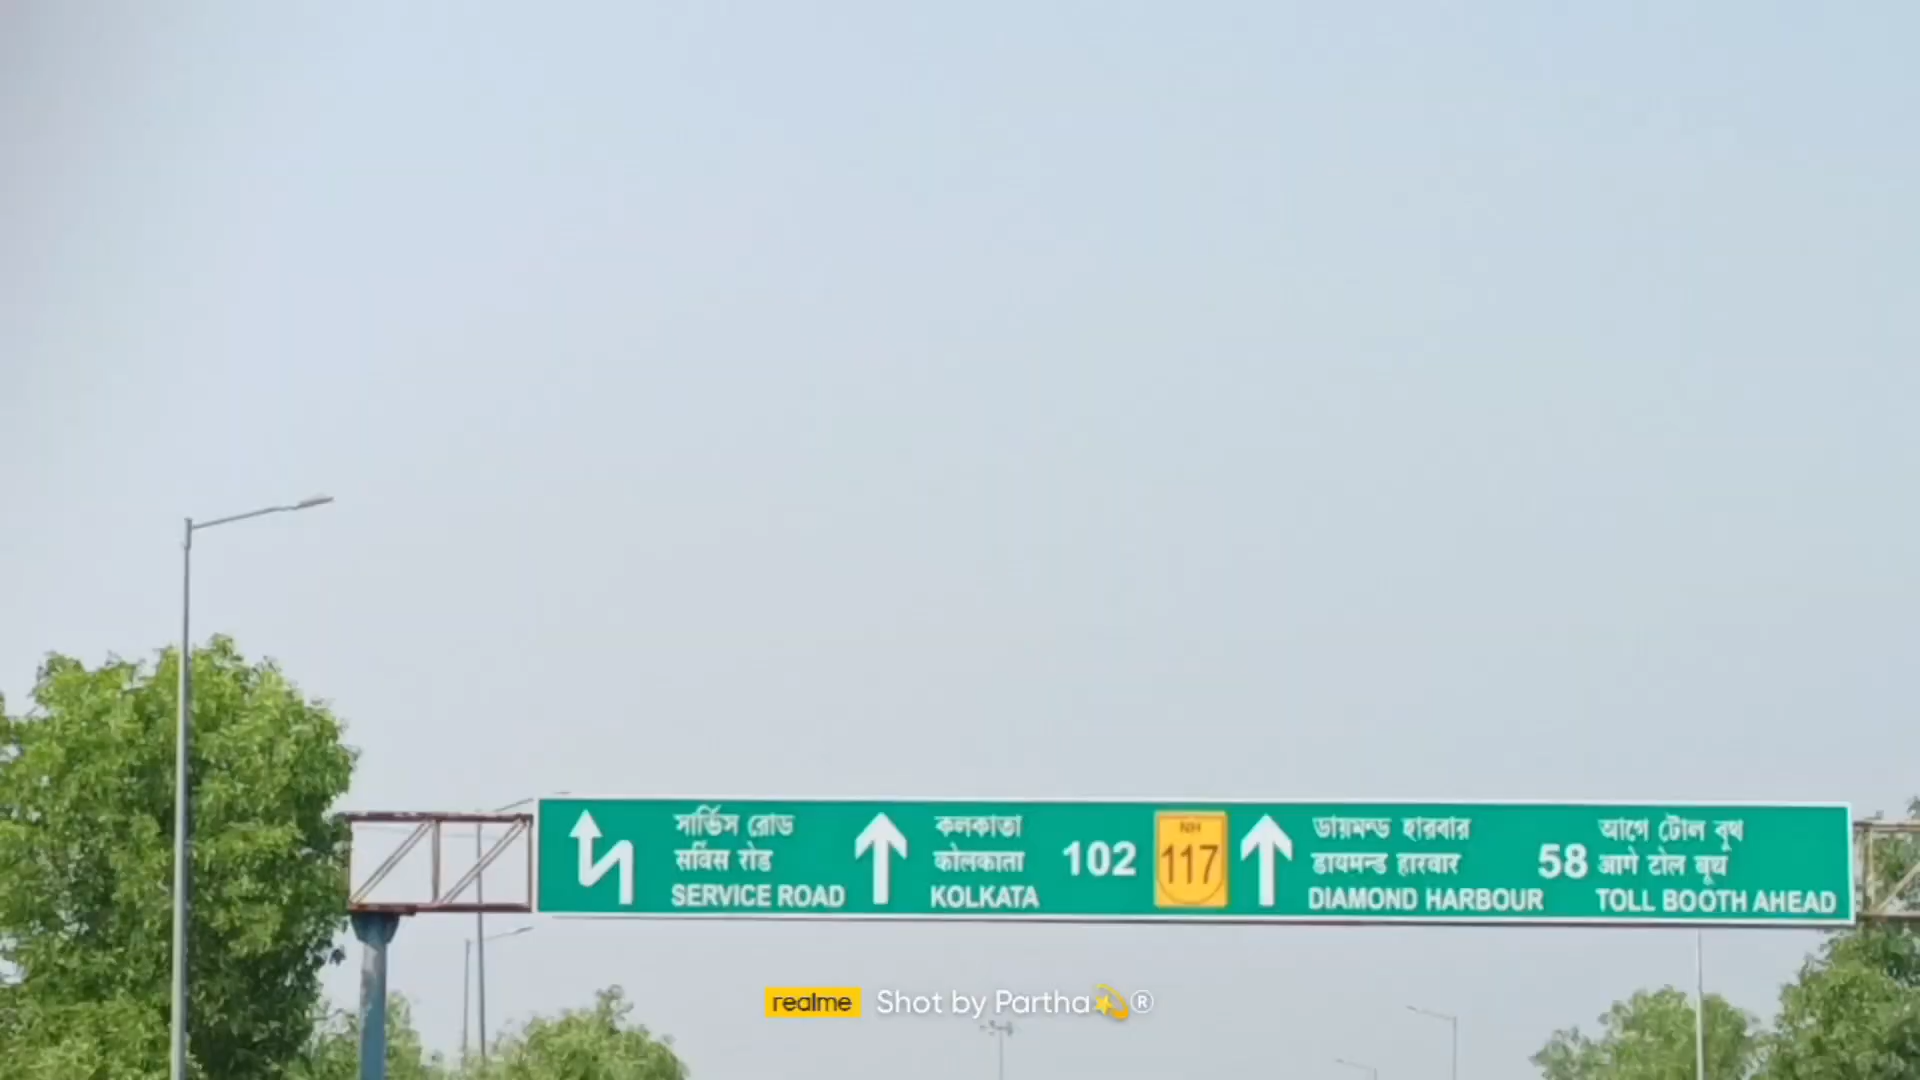 সার্ভিস রোড
सर्विस रोड
SERVICE ROAD
কলকাতা
कोलकाता
KOLKATA
102
NH
117
ডায়মন্ড হারবার
डायमन्ड हारवार
DIAMOND HARBOUR
58
আগে টোল বুথ
आगे टोल बूथ
TOLL BOOTH AHEAD
realme Shot by Partha💫®